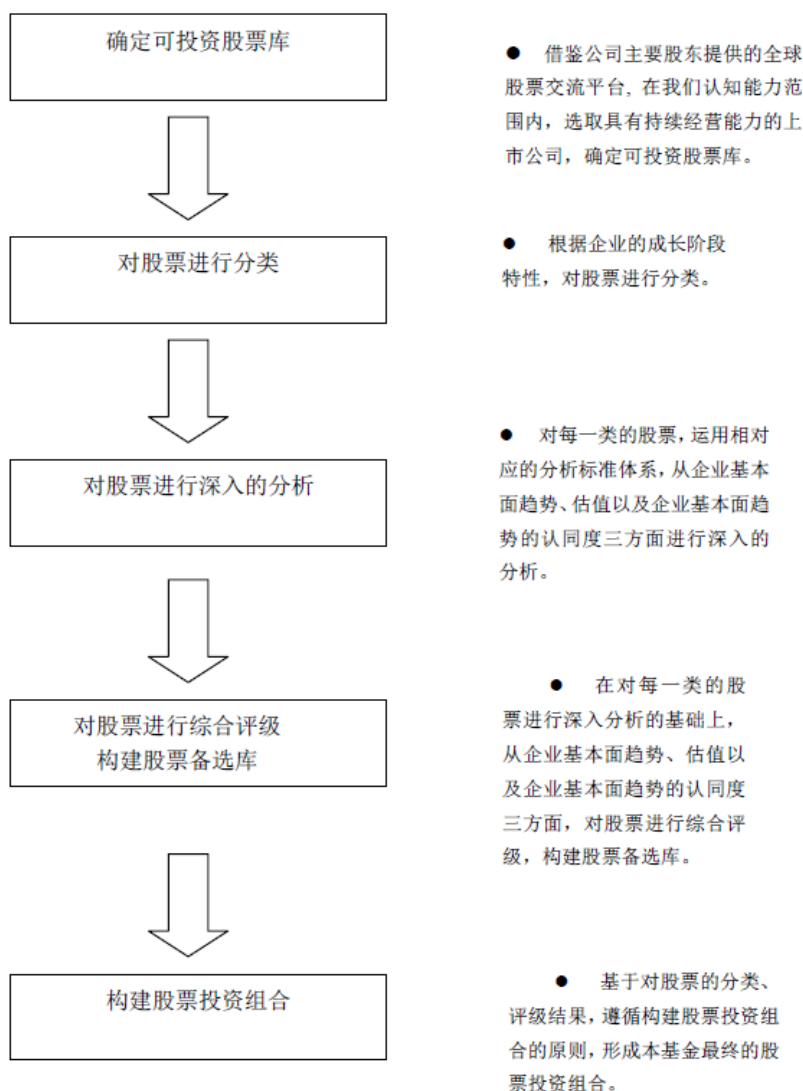 确定可投资股票库
● 借鉴公司主要股东提供的全球
股票交流平台, 在我们认知能力范
围内，选取具有持续经营能力的上
市公司，确定可投资股票库。
对股票进行分类
● 根据企业的成长阶段
特性，对股票进行分类。
对股票进行深入的分析
● 对每一类的股票，运用相对
应的分析标准体系，从企业基本
面趋势、估值以及企业基本面趋
势的认同度三方面进行深入的
分析。
对股票进行综合评级
构建股票备选库
● 在对每一类的股
票进行深入分析的基础上，
从企业基本面趋势、估值以
及企业基本面趋势的认同度
三方面，对股票进行综合评
级，构建股票备选库。
构建股票投资组合
● 基于对股票的分类、
评级结果，遵循构建股票投资组
合的原则，形成本基金最终的股
票投资组合。